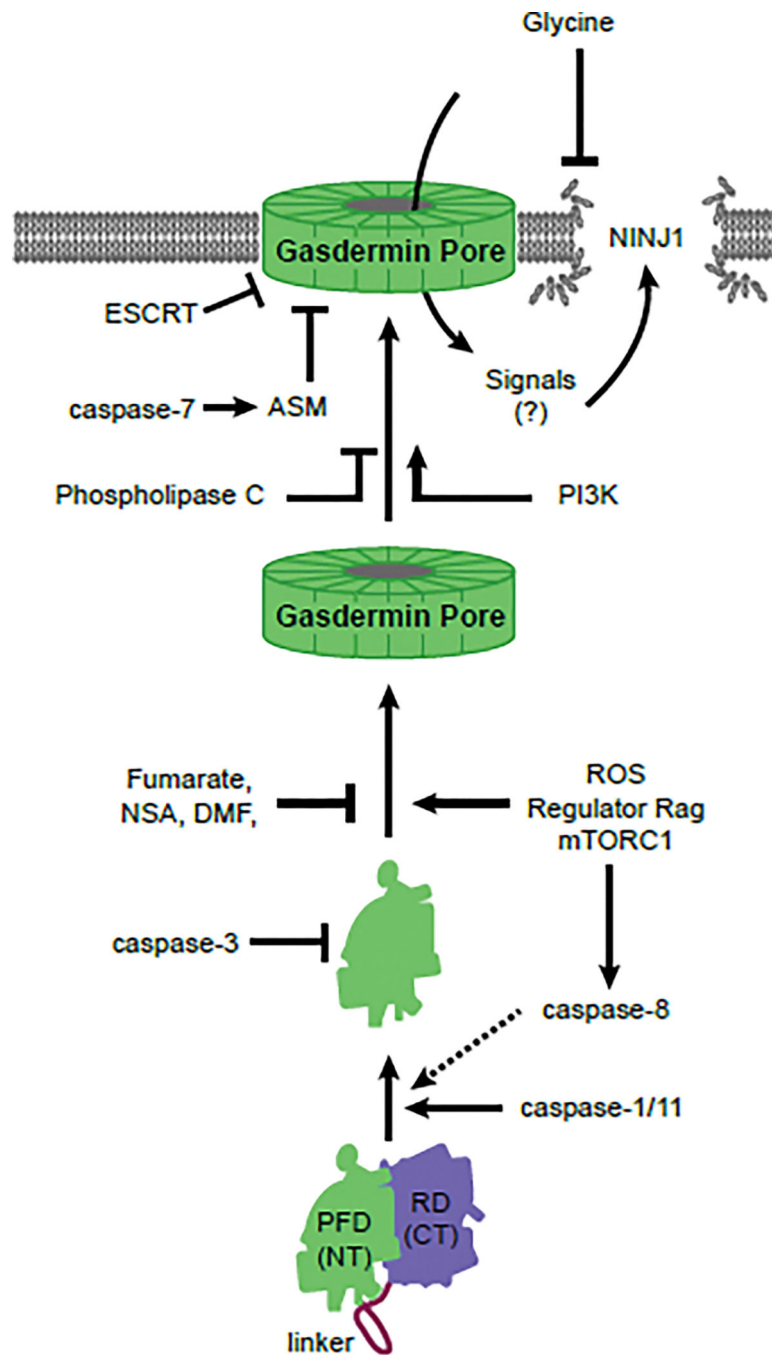 Glycine
Gasdermin Pore
NINJ1
ESCRT
Signals
(?)
caspase-7
ASM
Phospholipase C
PI3K
Gasdermin Pore
Fumarate,
NSA, DMF,
ROS
Regulator Rag
mTORC1
caspase-3
caspase-8
caspase-1/11
PFD
(NT)
RD
(CT)
linker